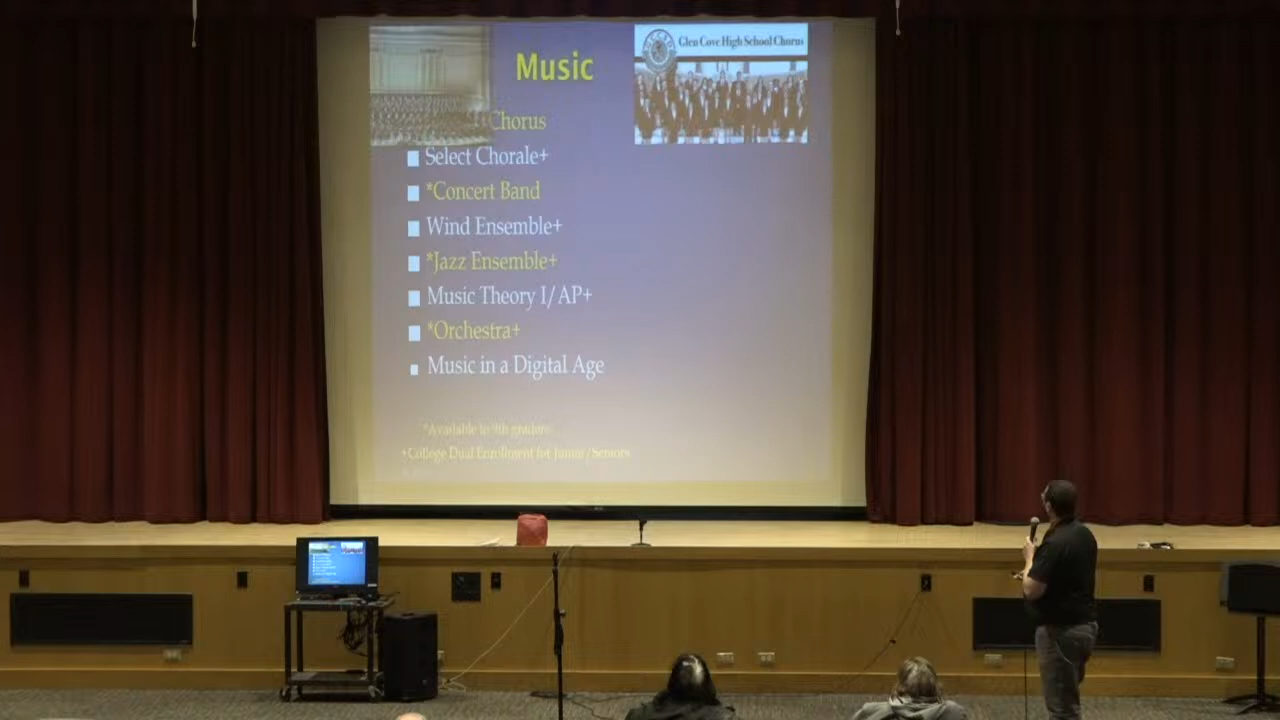 Music
Glen Cove High School Chorus
Chorus
Select Chorale+
*Concert Band
Wind Ensemble+
*Jazz Ensemble+
Music Theory I/AP+
*Orchestra+
Music in a Digital Age
*Available to 9th graders
+College Dual Enrollment for Junior/Seniors